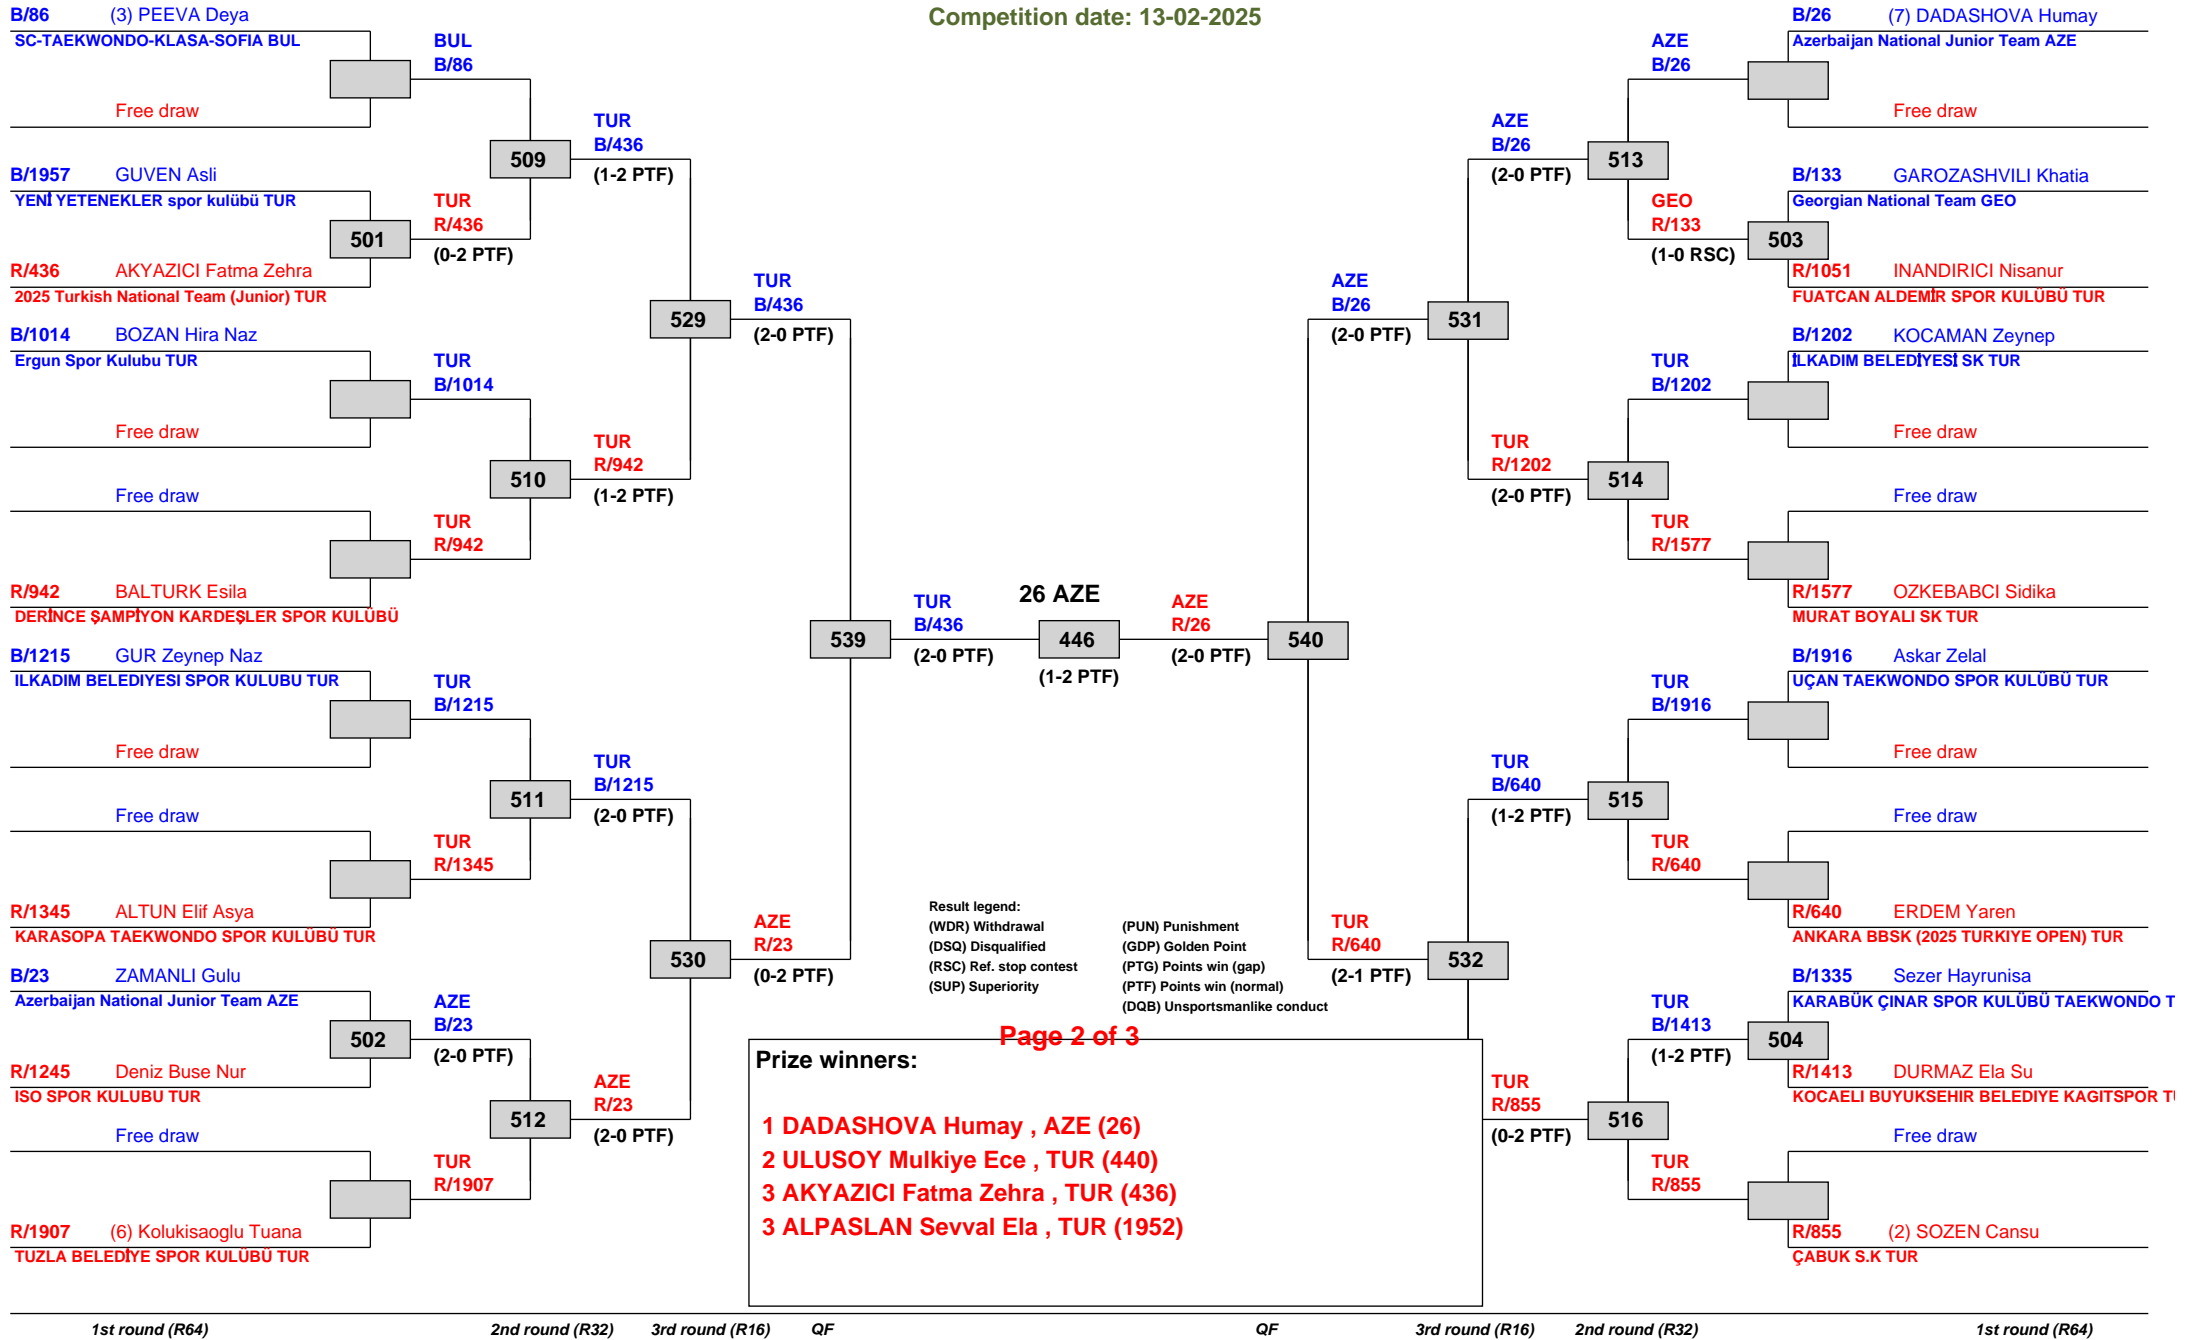 Competition date: 13-02-2025
B/86 (3) PEEVA Deya
SC-TAEKWONDO-KLASA-SOFIA BUL
Free draw
B/1957 GUVEN Asli
YENİ YETENEKLER spor kulübü TUR
501
R/436 AKYAZICI Fatma Zehra
2025 Turkish National Team (Junior) TUR
B/1014 BOZAN Hira Naz
Ergun Spor Kulubu TUR
Free draw
Free draw
R/942 BALTURK Esila
DERİNCE ŞAMPİYON KARDEŞLER SPOR KULÜBÜ
B/1215 GUR Zeynep Naz
ILKADIM BELEDIYESI SPOR KULUBU TUR
Free draw
Free draw
R/1345 ALTUN Elif Asya
KARASOPA TAEKWONDO SPOR KULÜBÜ TUR
B/23 ZAMANLI Gulu
Azerbaijan National Junior Team AZE
502
R/1245 Deniz Buse Nur
ISO SPOR KULUBU TUR
Free draw
R/1907 (6) Kolukisaoglu Tuana
TUZLA BELEDİYE SPOR KULÜBÜ TUR
BUL
B/86
509
TUR
R/436
(0-2 PTF)
TUR
B/1014
510
TUR
R/942
TUR
B/1215
511
TUR
R/1345
AZE
B/23
(2-0 PTF)
512
TUR
R/1907
TUR
B/436
(1-2 PTF)
529
TUR
R/942
(1-2 PTF)
TUR
B/1215
(2-0 PTF)
530
AZE
R/23
(2-0 PTF)
TUR
B/436
(2-0 PTF)
539
AZE
R/23
(0-2 PTF)
TUR
B/436
(2-0 PTF)
26 AZE
446
(1-2 PTF)
AZE
R/26
(2-0 PTF)
AZE
B/26
(2-0 PTF)
540
TUR
R/640
(2-1 PTF)
AZE
B/26
(2-0 PTF)
531
TUR
R/1202
(2-0 PTF)
TUR
B/640
(1-2 PTF)
532
TUR
R/855
(0-2 PTF)
AZE
B/26
513
GEO
R/133
(1-0 RSC)
TUR
B/1202
514
TUR
R/1577
TUR
B/1916
515
TUR
R/640
TUR
B/1413
(1-2 PTF)
516
TUR
R/855
B/26 (7) DADASHOVA Humay
Azerbaijan National Junior Team AZE
Free draw
B/133 GAROZASHVILI Khatia
Georgian National Team GEO
503
R/1051 INANDIRICI Nisanur
FUATCAN ALDEMİR SPOR KULÜBÜ TUR
B/1202 KOCAMAN Zeynep
İLKADIM BELEDİYESİ SK TUR
Free draw
Free draw
R/1577 OZKEBABCI Sidika
MURAT BOYALI SK TUR
B/1916 Askar Zelal
UÇAN TAEKWONDO SPOR KULÜBÜ TUR
Free draw
Free draw
R/640 ERDEM Yaren
ANKARA BBSK (2025 TURKIYE OPEN) TUR
B/1335 Sezer Hayrunisa
KARABÜK ÇINAR SPOR KULÜBÜ TAEKWONDO T
504
R/1413 DURMAZ Ela Su
KOCAELI BUYUKSEHIR BELEDIYE KAGITSPOR TU
Free draw
R/855 (2) SOZEN Cansu
ÇABUK S.K TUR
Result legend:
(WDR) Withdrawal (PUN) Punishment
(DSQ) Disqualified (GDP) Golden Point
(RSC) Ref. stop contest (PTG) Points win (gap)
(SUP) Superiority (PTF) Points win (normal)
(DQB) Unsportsmanlike conduct
Page 2 of 3
Prize winners:
1 DADASHOVA Humay , AZE (26)
2 ULUSOY Mulkiye Ece , TUR (440)
3 AKYAZICI Fatma Zehra , TUR (436)
3 ALPASLAN Sevval Ela , TUR (1952)
1st round (R64) 2nd round (R32) 3rd round (R16) QF QF 3rd round (R16) 2nd round (R32) 1st round (R64)